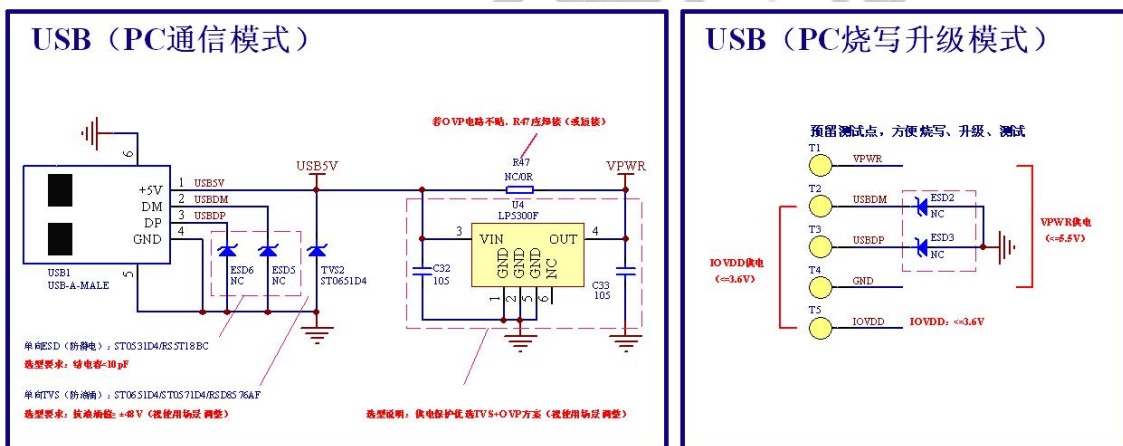 USB（PC通信模式）
若OVP电路不贴，R47应焊接（或短接）
6
USB5V
R47
NC/0R
VPWR
U4
LP5300F
+5V
1
USB5V
DM
2
USBDM
DP
3
USBDP
GND
4
3
VIN
OUT
4
GND
GND
GND
NC
1
2
5
6
USB1
USB-A-MALE
5
ESD6
NC
ESD5
NC
TVS2
ST0651D4
C32
105
C33
105
单向ESD（防静电）：ST0531D4/RS5T18BC
选型要求：结电容<10pF
单向TVS（防浪涌）：ST0651D4/ST0571D4/RSD8576AF
选型要求：抗浪涌值≥±48V（视使用场景调整）
选型说明：供电保护优选TVS+OVP方案（视使用场景调整）
USB（PC烧写升级模式）
预留测试点，方便烧写、升级、测试
T1
VPWR
T2
USBDM
ESD2
NC
T3
USBDP
ESD3
NC
T4
GND
T5
IOVDD
IOVDD：<=3.6V
IOVDD供电
(<=3.6V)
VPWR供电
(<=5.5V)